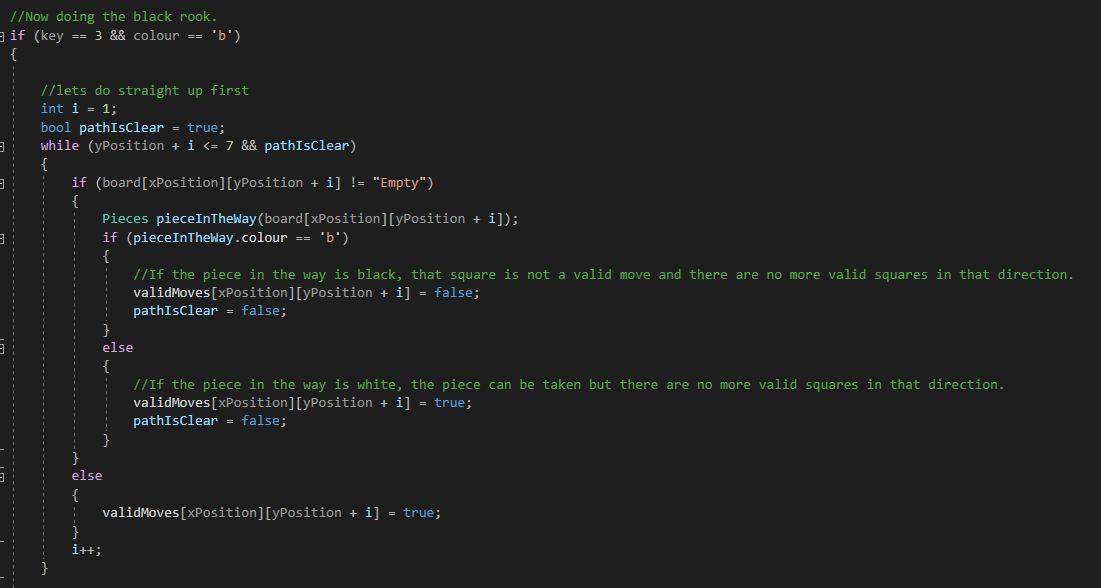 //Now doing the black rook.
if (key == 3 && colour == 'b')
{
//lets do straight up first
int i = 1;
bool pathIsClear = true;
while (yPosition + i <= 7 && pathIsClear)
{
if (board[xPosition][yPosition + i] != "Empty")
{
Pieces pieceInTheWay(board[xPosition][yPosition + i]);
if (pieceInTheWay.colour == 'b')
{
//If the piece in the way is black, that square is not a valid move and there are no more valid squares in that direction.
validMoves[xPosition][yPosition + i] = false;
pathIsClear = false;
}
else
{
//If the piece in the way is white, the piece can be taken but there are no more valid squares in that direction.
validMoves[xPosition][yPosition + i] = true;
pathIsClear = false;
}
}
else
{
validMoves[xPosition][yPosition + i] = true;
}
i++;
}